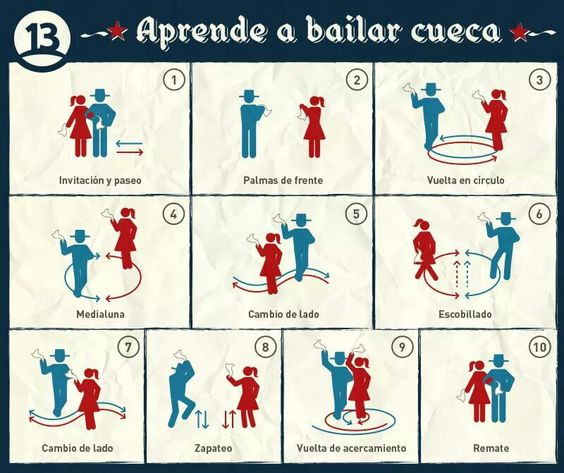 13
Aprende a bailar cueca
1
Invitación y paseo
2
Palmas de frente
3
Vuelta en círculo
4
Medialuna
5
Cambio de lado
6
Escobillado
7
Cambio de lado
8
Zapateo
9
Vuelta de acercamiento
10
Remate